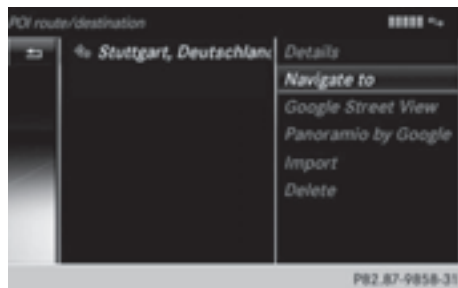 POI route/destination
Stuttgart, Deutschlanc
Details
Navigate to
Google Street View
Panoramio by Google
Import
Delete
P82.87-9858-31